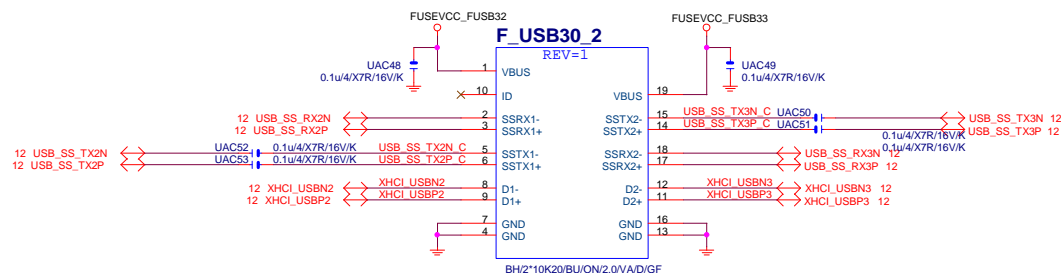 FUSEVCC_FUSB32
FUSEVCC_FUSB33
F_USB30_2
REV=1
UAC48
0.1u/4/X7R/16V/K
UAC49
0.1u/4/X7R/16V/K
1 VBUS
10 ID
VBUS 19
12 USB_SS_RX2N 2 SSRX1-
12 USB_SS_RX2P 3 SSRX1+
SSTX2- 15 USB_SS_TX3N_C UAC50 USB_SS_TX3N 12
SSTX2+ 14 USB_SS_TX3P_C UAC51 USB_SS_TX3P 12
0.1u/4/X7R/16V/K
0.1u/4/X7R/16V/K
12 USB_SS_TX2N UAC52 0.1u/4/X7R/16V/K USB_SS_TX2N_C 5 SSTX1-
12 USB_SS_TX2P UAC53 0.1u/4/X7R/16V/K USB_SS_TX2P_C 6 SSTX1+
SSRX2- 18 USB_SS_RX3N 12
SSRX2+ 17 USB_SS_RX3P 12
12 XHCI_USBN2 XHCI_USBN2 8 D1-
12 XHCI_USBP2 XHCI_USBP2 9 D1+
D2- 12 XHCI_USBN3 XHCI_USBN3 12
D2+ 11 XHCI_USBP3 XHCI_USBP3 12
7 GND
4 GND
GND 16
GND 13
BH/2*10K20/BU/ON/2.0/VA/D/GF